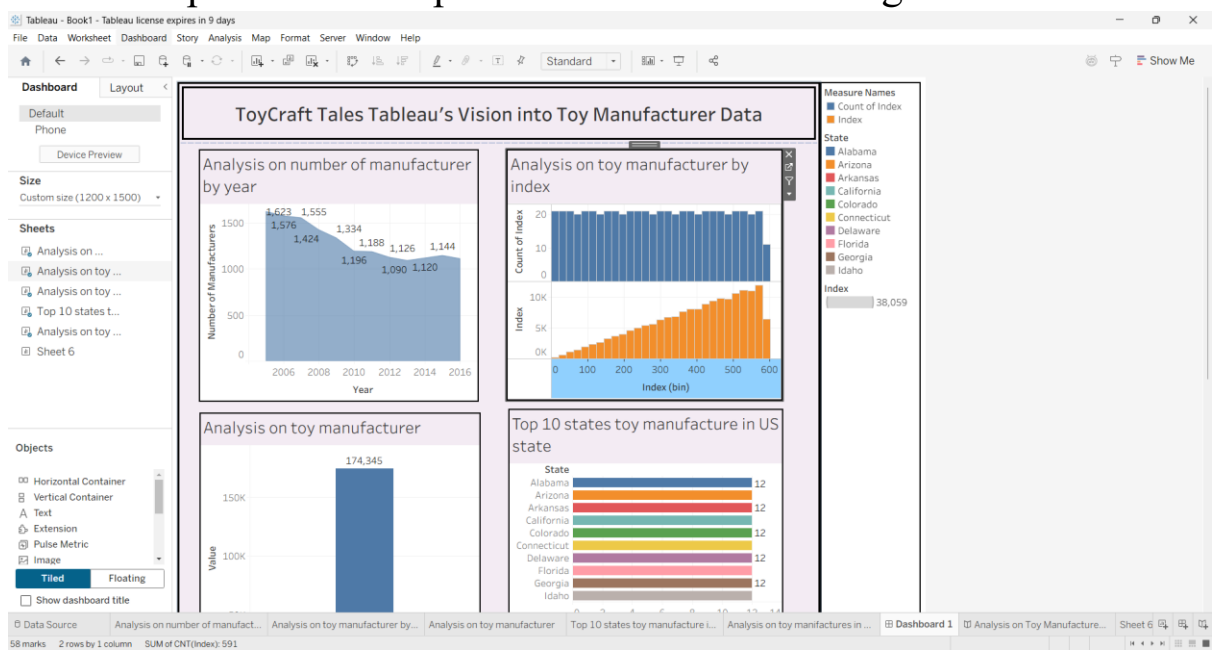 Tableau - Book1 - Tableau license expires in 9 days
File Data Worksheet Dashboard Story Analysis Map Format Server Window Help
Standard
Show Me
Dashboard Layout
Default
Phone
Device Preview
Size
Custom size (1200 x 1500)
Sheets
Analysis on ...
Analysis on toy ...
Analysis on toy ...
Top 10 states t...
Analysis on toy ...
Sheet 6
Objects
Horizontal Container
Vertical Container
Text
Extension
Pulse Metric
Image
Tiled Floating
Show dashboard title
ToyCraft Tales Tableau's Vision into Toy Manufacturer Data
Analysis on number of manufacturer
by year
Number of Manufacturers
1500
1000
500
0
1,623 1,555
1,576
1,424
1,334
1,188 1,126 1,144
1,196
1,090 1,120
2006 2008 2010 2012 2014 2016
Year
Analysis on toy manufacturer by
index
Count of Index
20
10
0
Index
10K
5K
0K
0 100 200 300 400 500 600
Index (bin)
Analysis on toy manufacturer
174,345
150K
100K
Value
Top 10 states toy manufacture in US
state
State
Alabama 12
Arizona
Arkansas 12
California
Colorado 12
Connecticut
Delaware 12
Florida
Georgia 12
Idaho
Measure Names
Count of Index
Index
State
Alabama
Arizona
Arkansas
California
Colorado
Connecticut
Delaware
Florida
Georgia
Idaho
Index
38,059
Data Source Analysis on number of manufact... Analysis on toy manufacturer by... Analysis on toy manufacturer Top 10 states toy manufacture i... Analysis on toy manifactures in ... Dashboard 1 Analysis on Toy Manufacture... Sheet 6
58 marks 2 rows by 1 column SUM of CNT(Index): 591